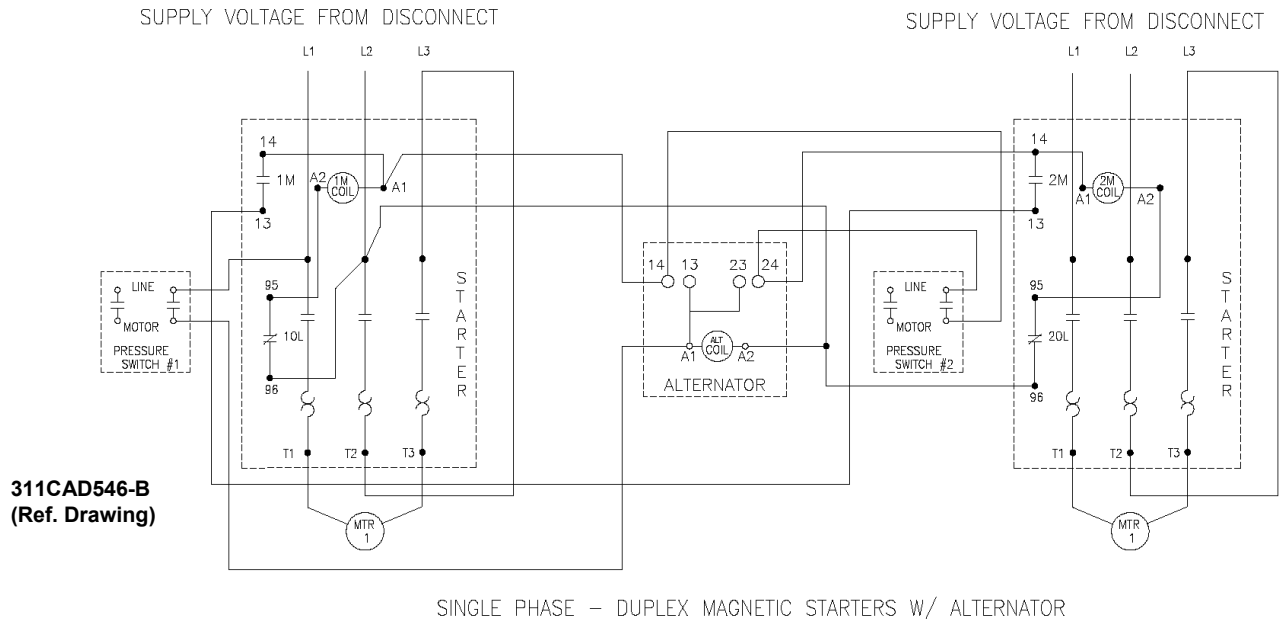 SUPPLY VOLTAGE FROM DISCONNECT
L1 L2 L3
14
1M
A2
1M
COIL
A1
13
LINE
MOTOR
PRESSURE
SWITCH #1
95
10L
96
STARTER
T1 T2 T3
MTR
1
14 13 23 24
A1
ALT
COIL
A2
ALTERNATOR
LINE
MOTOR
PRESSURE
SWITCH #2
SUPPLY VOLTAGE FROM DISCONNECT
L1 L2 L3
14
2M
A1
2M
COIL
A2
13
95
20L
96
STARTER
T1 T2 T3
MTR
1
311CAD546-B
(Ref. Drawing)
SINGLE PHASE – DUPLEX MAGNETIC STARTERS W/ ALTERNATOR